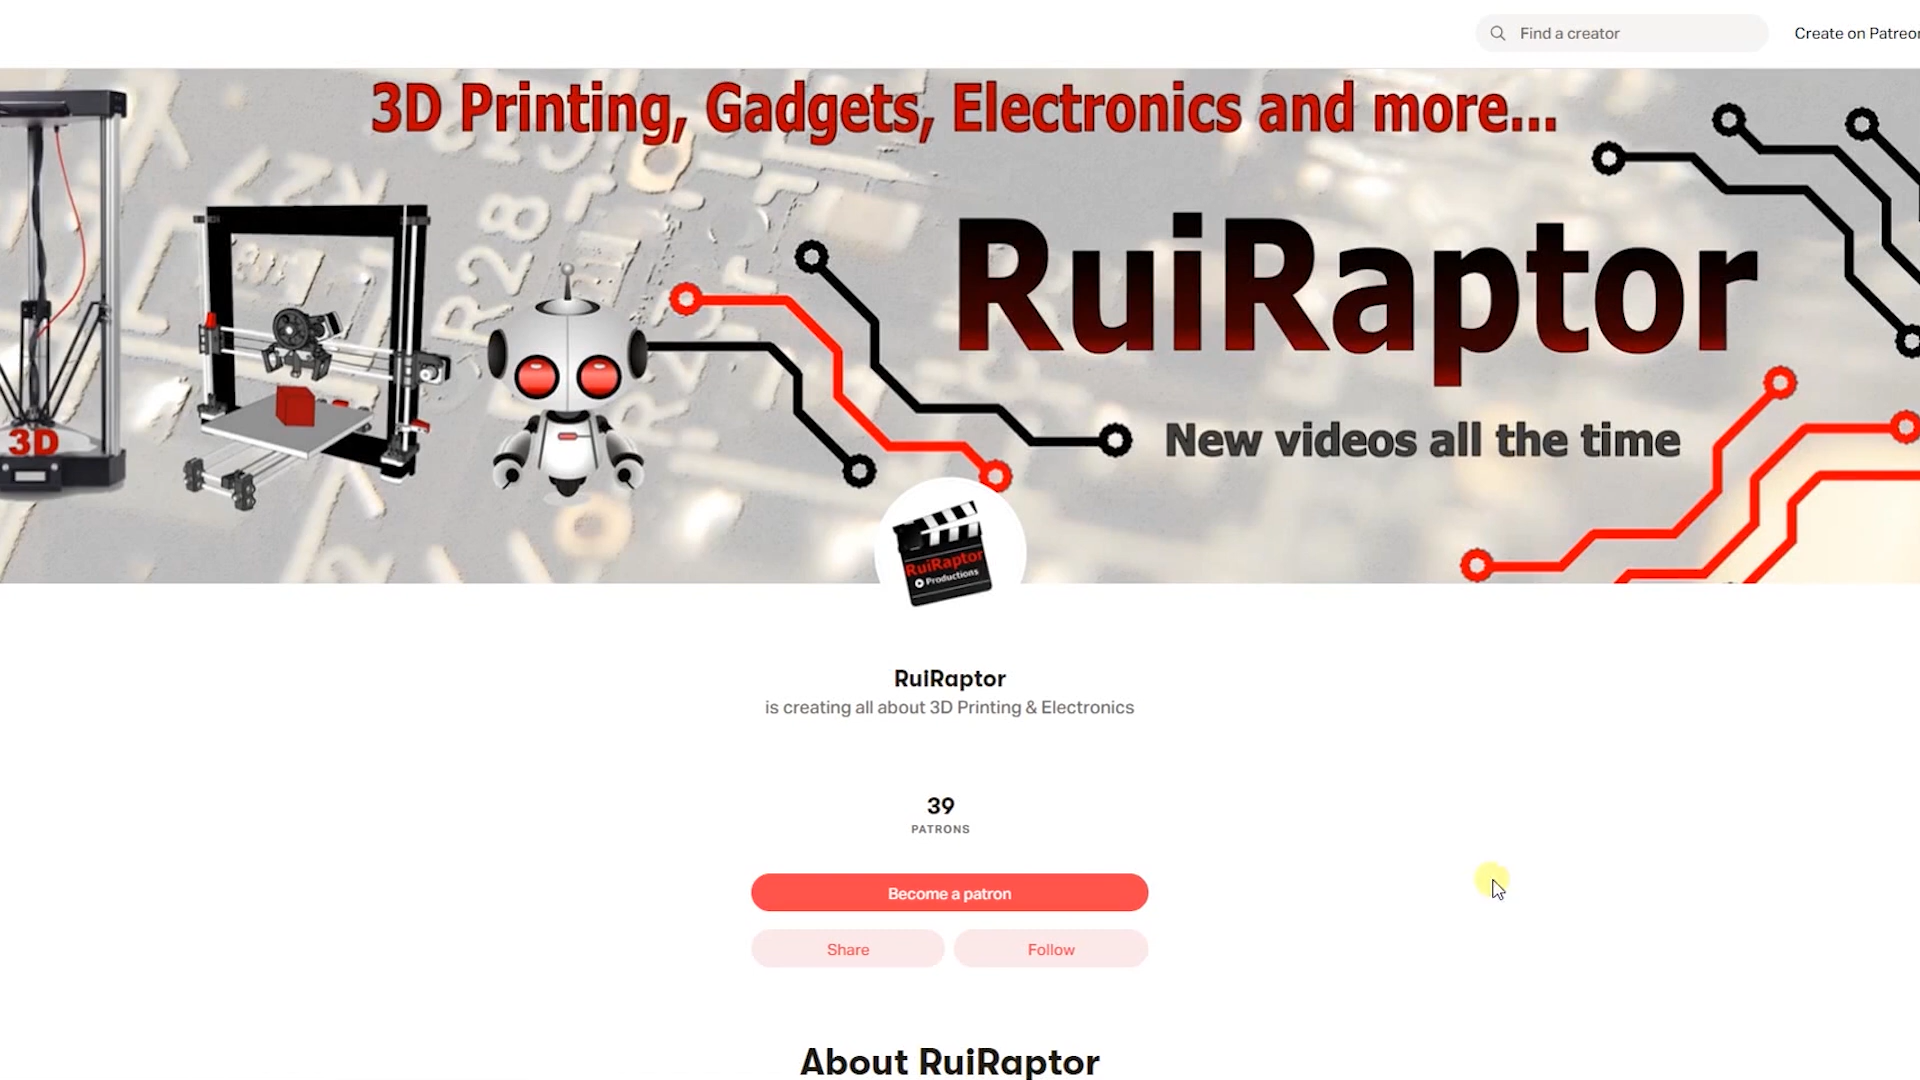 Find a creator
Create on Patreon
3D Printing, Gadgets, Electronics and more...
R28
RuiRaptor
New videos all the time
3D
RuiRaptor
Productions
RuiRaptor
is creating all about 3D Printing & Electronics
39
PATRONS
Become a patron
Share
Follow
About RuiRaptor